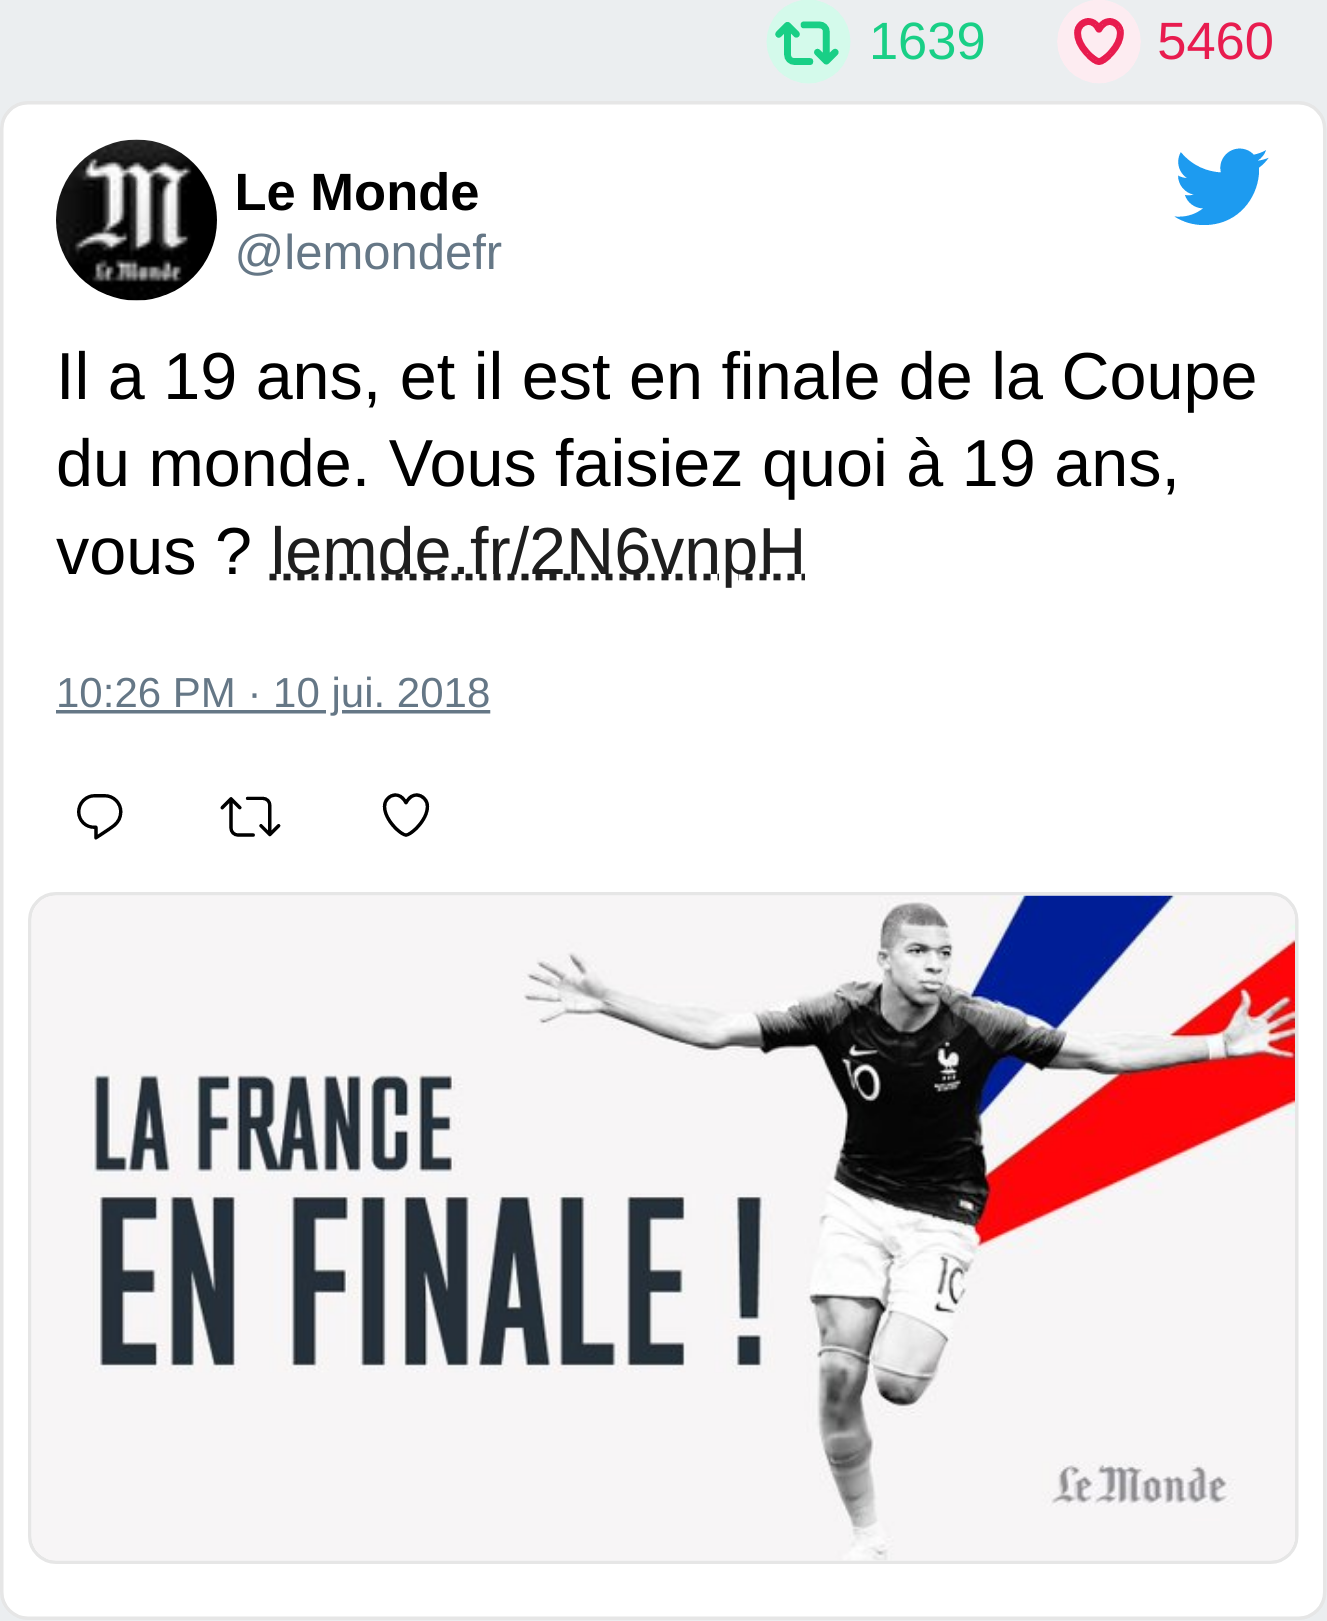 1639 5460
Le Monde
Le Monde
@lemondefr
Il a 19 ans, et il est en finale de la Coupe
du monde. Vous faisiez quoi à 19 ans,
vous ? lemde.fr/2N6vnpH
10:26 PM · 10 jui. 2018
LA FRANCE
EN FINALE !
10
10
Le Monde